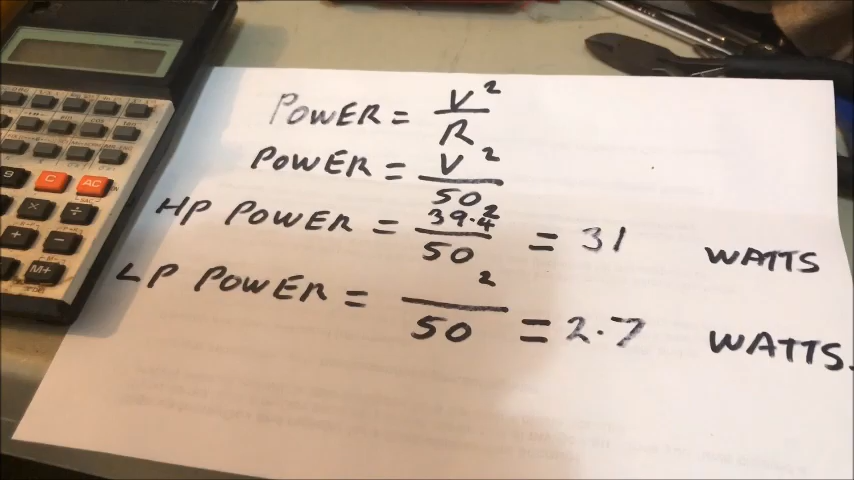 POWER = V²/R
POWER = V²/50
HP POWER = 39.4²/50 = 31 WATTS
LP POWER = ²/50 = 2.7 WATTS.
C AC
× ÷
+ −
M+